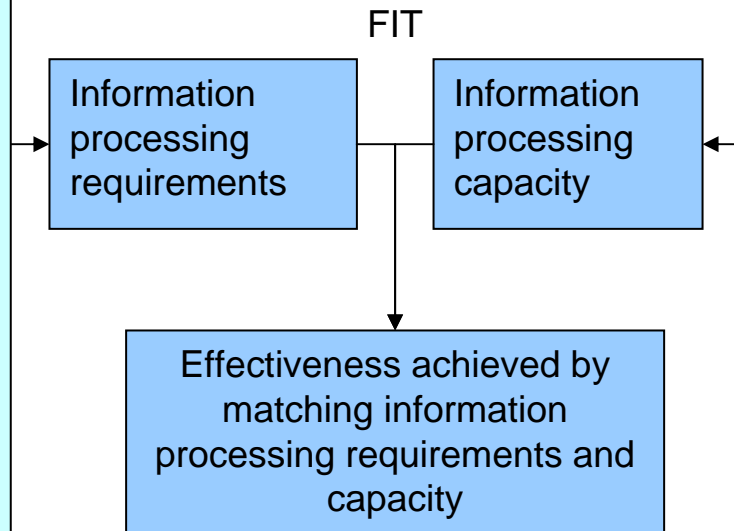 FIT
Information
processing
requirements
Information
processing
capacity
Effectiveness achieved by
matching information
processing requirements and
capacity